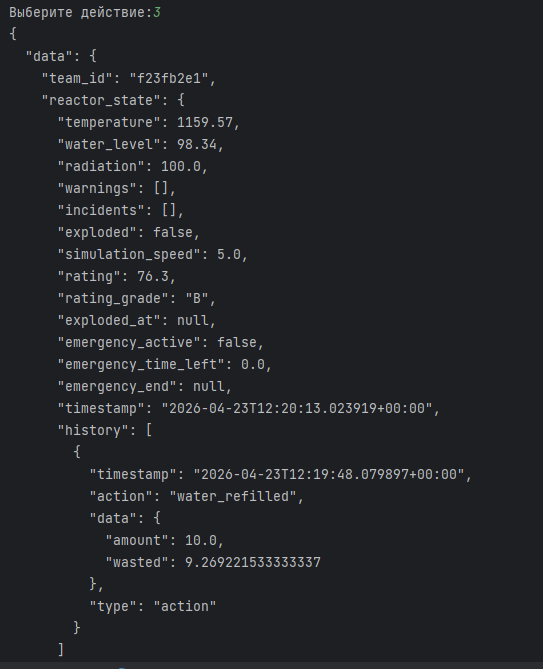 Выберите действие:3
{
  "data": {
    "team_id": "f23fb2e1",
    "reactor_state": {
      "temperature": 1159.57,
      "water_level": 98.34,
      "radiation": 100.0,
      "warnings": [],
      "incidents": [],
      "exploded": false,
      "simulation_speed": 5.0,
      "rating": 76.3,
      "rating_grade": "B",
      "exploded_at": null,
      "emergency_active": false,
      "emergency_time_left": 0.0,
      "emergency_end": null,
      "timestamp": "2026-04-23T12:20:13.023919+00:00",
      "history": [
        {
          "timestamp": "2026-04-23T12:19:48.079897+00:00",
          "action": "water_refilled",
          "data": {
            "amount": 10.0,
            "wasted": 9.269221533333337
          },
          "type": "action"
        }
      ]